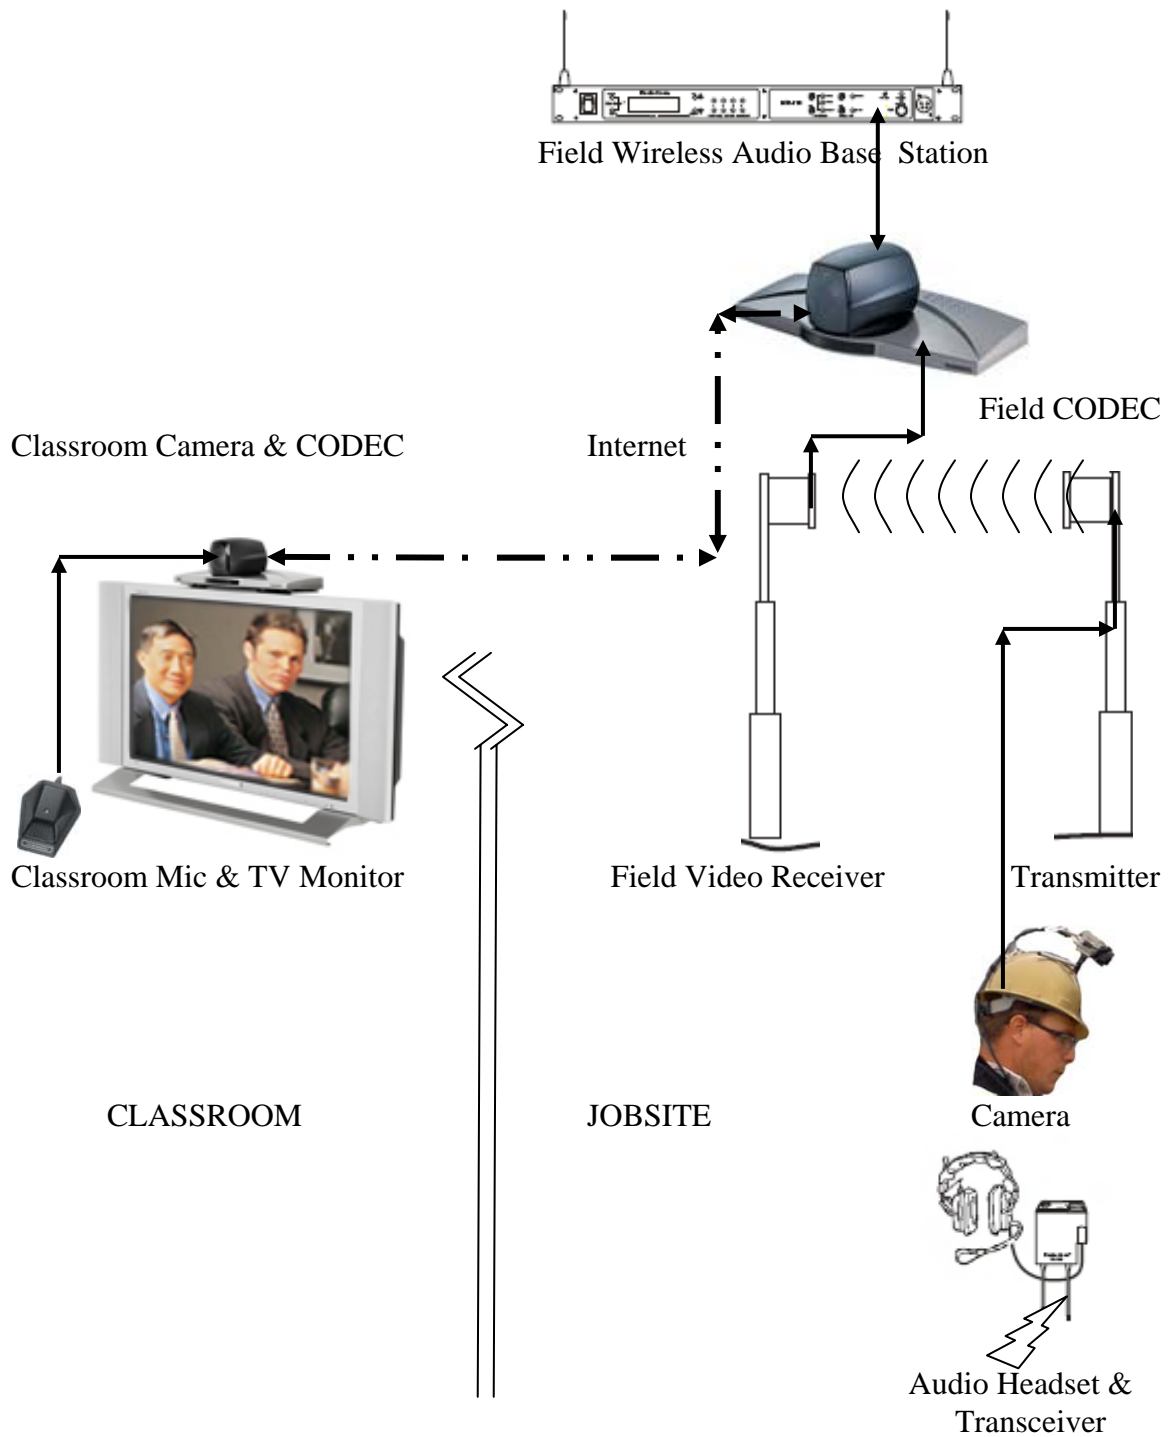 Field Wireless Audio Base Station
Field CODEC
Classroom Camera & CODEC
Internet
Classroom Mic & TV Monitor
Field Video Receiver
Transmitter
CLASSROOM
JOBSITE
Camera
Audio Headset &
Transceiver